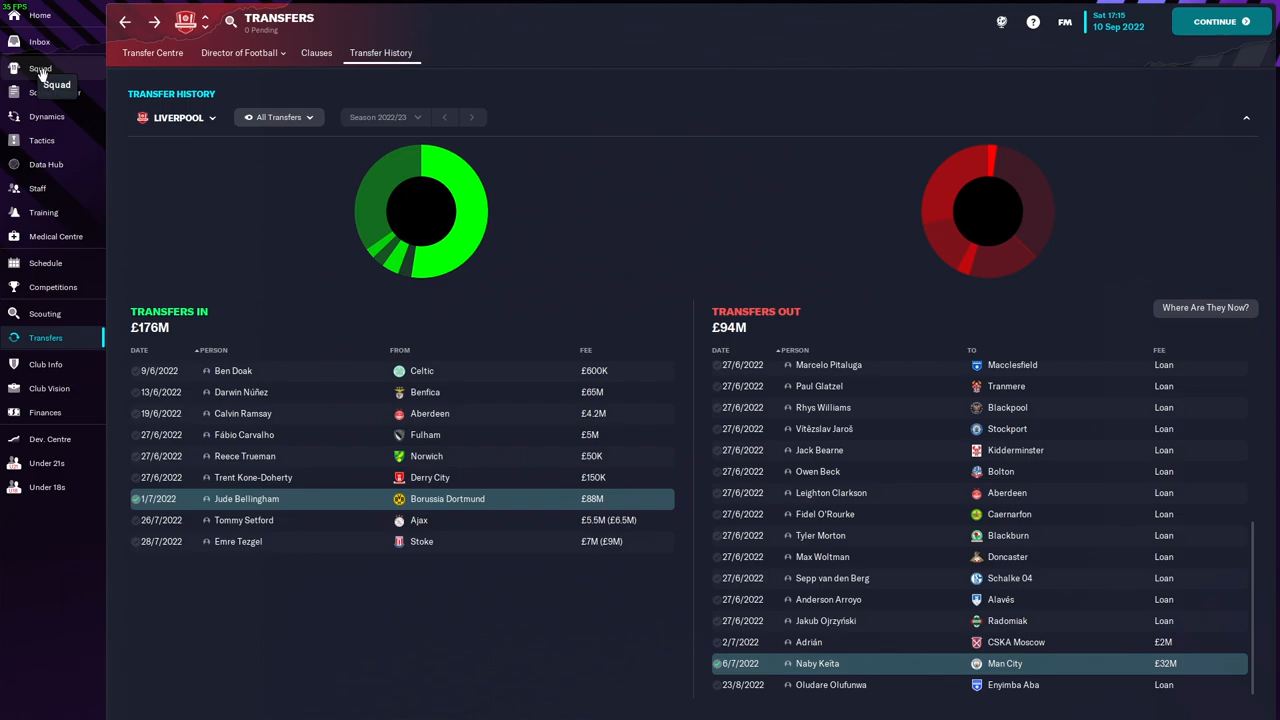 35 FPS
Home
Inbox
Squad
Squad
Dynamics
Tactics
Data Hub
Staff
Training
Medical Centre
Schedule
Competitions
Scouting
Transfers
Club Info
Club Vision
Finances
Dev. Centre
Under 21s
Under 18s
TRANSFERS
0 Pending
FM
Sat 17:15
10 Sep 2022
CONTINUE
Transfer Centre
Director of Football
Clauses
Transfer History
TRANSFER HISTORY
LIVERPOOL
All Transfers
Season 2022/23
TRANSFERS IN
£176M
DATE PERSON FROM FEE
9/6/2022 Ben Doak Celtic £600K
13/6/2022 Darwin Núñez Benfica £65M
19/6/2022 Calvin Ramsay Aberdeen £4.2M
27/6/2022 Fábio Carvalho Fulham £5M
27/6/2022 Reece Trueman Norwich £50K
27/6/2022 Trent Kone-Doherty Derry City £150K
1/7/2022 Jude Bellingham Borussia Dortmund £88M
26/7/2022 Tommy Setford Ajax £5.5M (£6.5M)
28/7/2022 Emre Tezgel Stoke £7M (£9M)
TRANSFERS OUT
£94M
Where Are They Now?
DATE PERSON TO FEE
27/6/2022 Marcelo Pitaluga Macclesfield Loan
27/6/2022 Paul Glatzel Tranmere Loan
27/6/2022 Rhys Williams Blackpool Loan
27/6/2022 Vítězslav Jaroš Stockport Loan
27/6/2022 Jack Bearne Kidderminster Loan
27/6/2022 Owen Beck Bolton Loan
27/6/2022 Leighton Clarkson Aberdeen Loan
27/6/2022 Fidel O'Rourke Caernarfon Loan
27/6/2022 Tyler Morton Blackburn Loan
27/6/2022 Max Woltman Doncaster Loan
27/6/2022 Sepp van den Berg Schalke 04 Loan
27/6/2022 Anderson Arroyo Alavés Loan
27/6/2022 Jakub Ojrzyński Radomiak Loan
2/7/2022 Adrián CSKA Moscow £2M
6/7/2022 Naby Keïta Man City £32M
23/8/2022 Oludare Olufunwa Enyimba Aba Loan